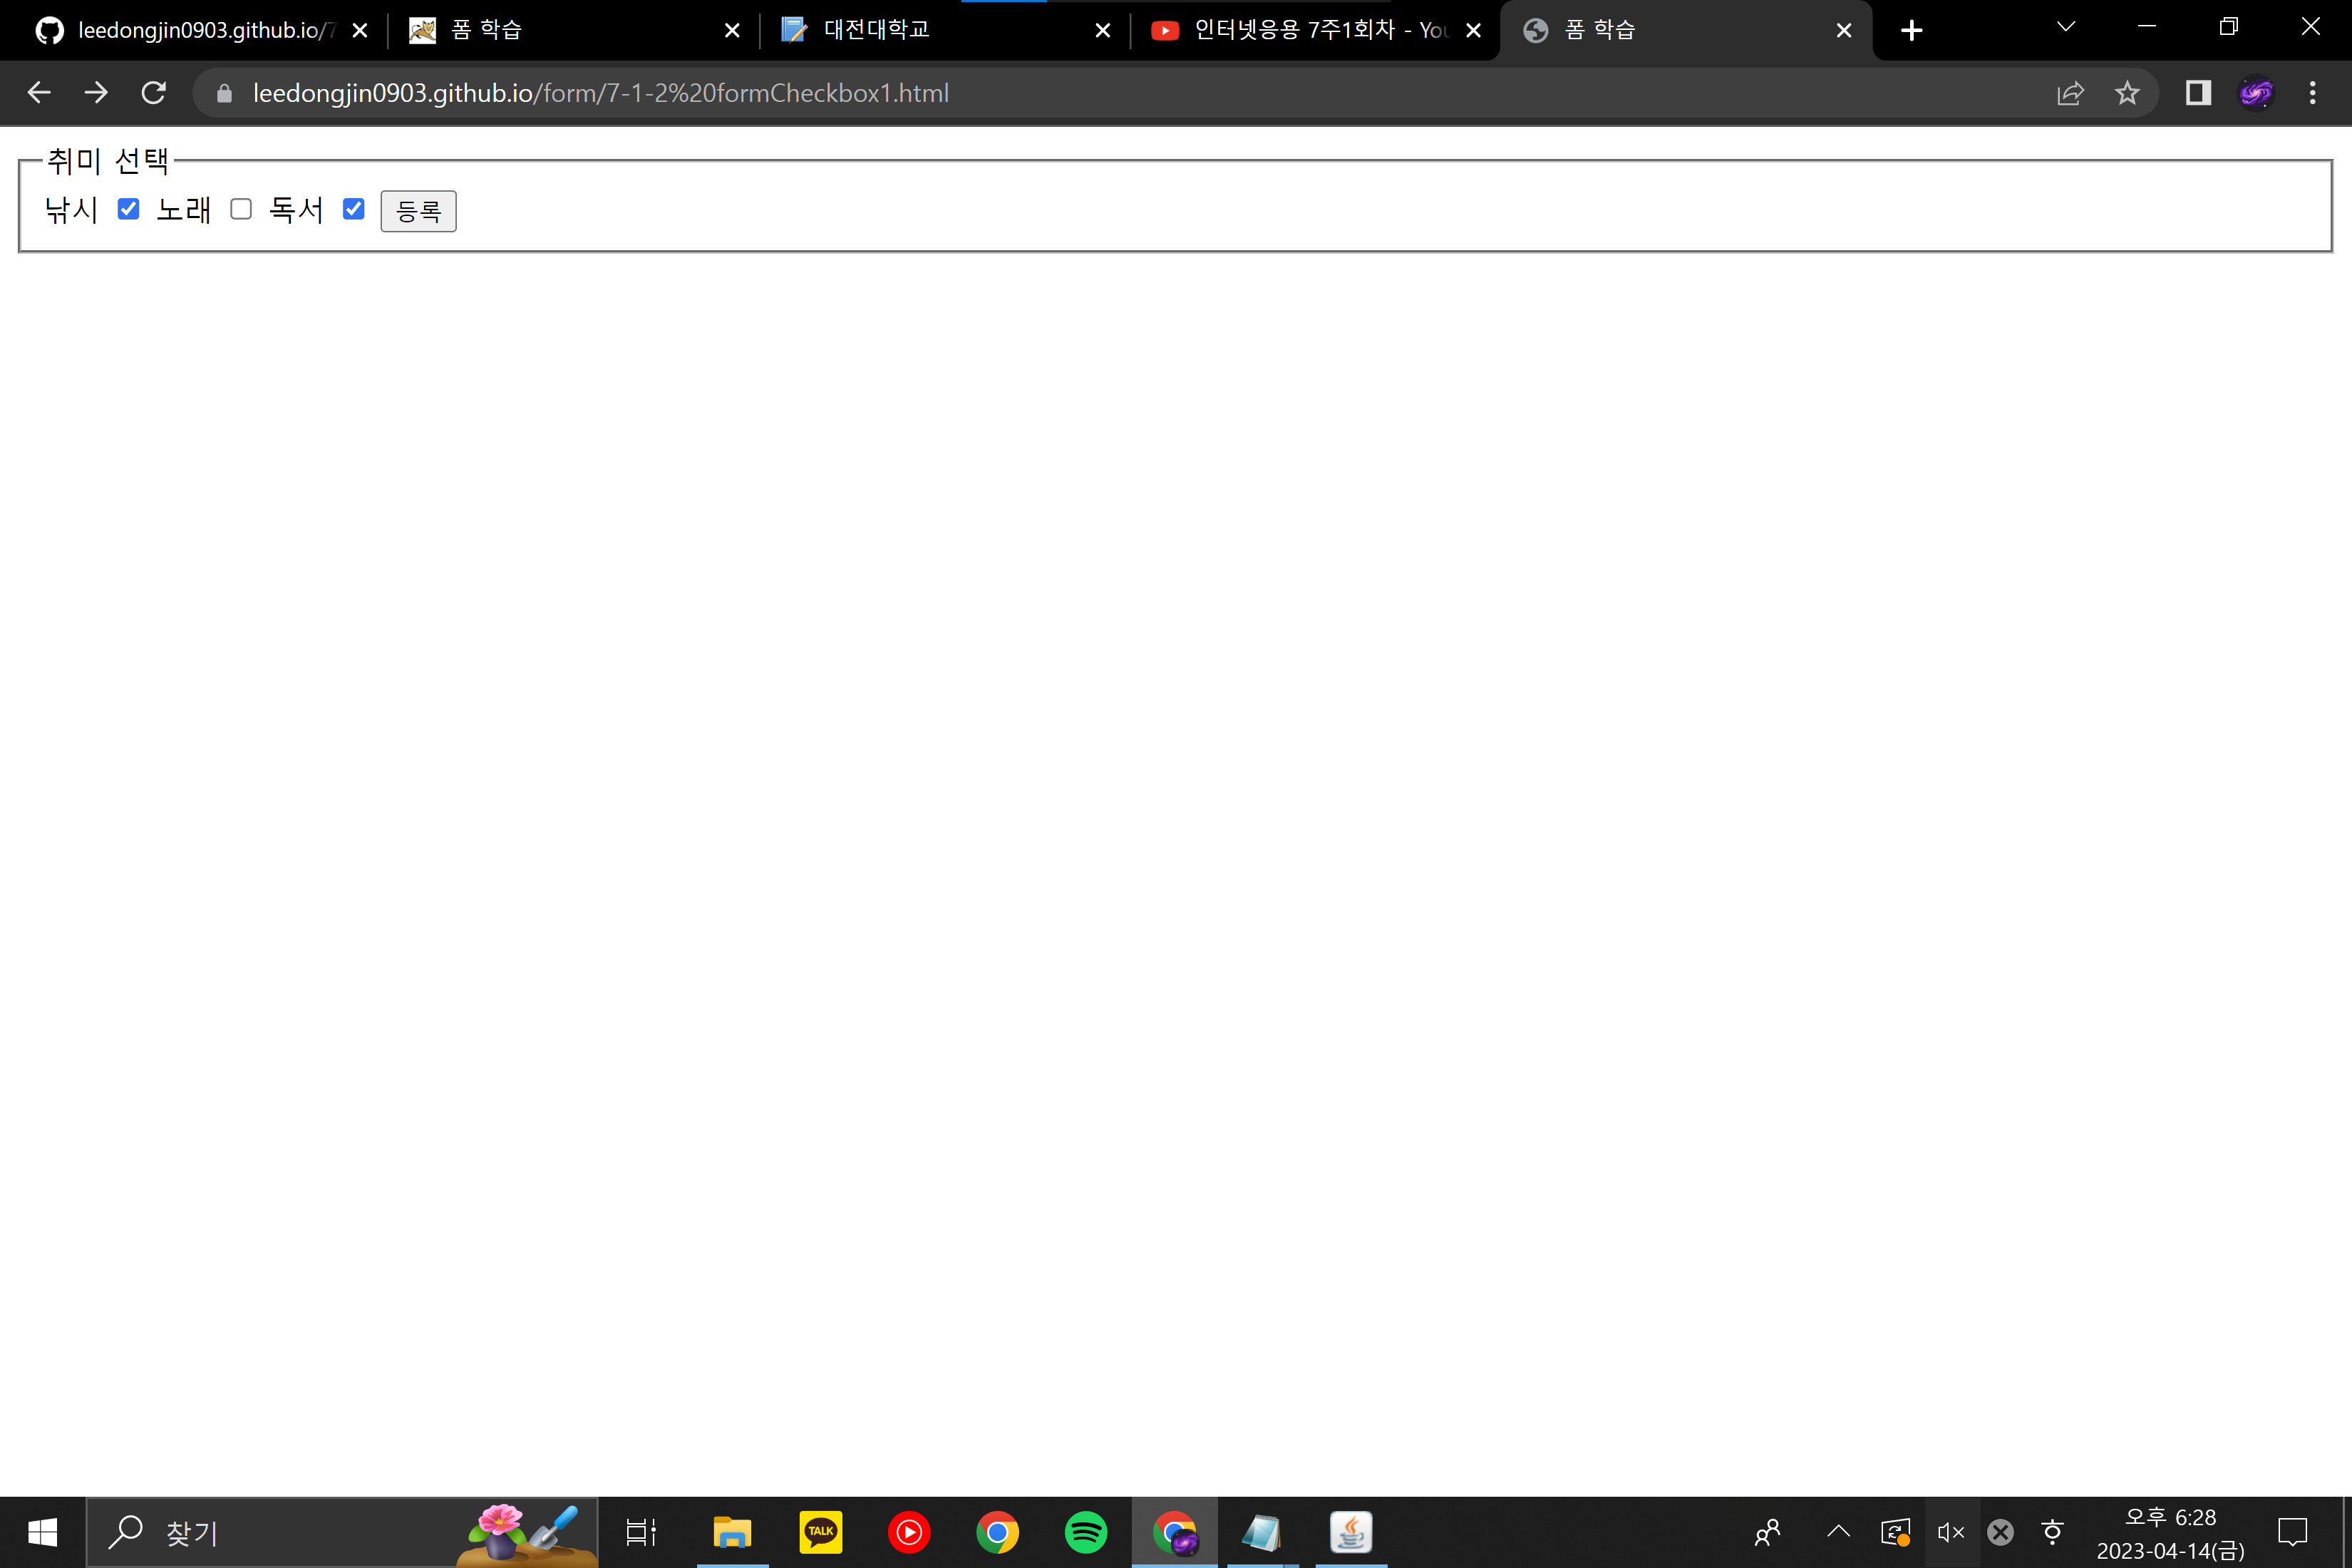 leedongjin0903.github.io/7
폼 학습
대전대학교
인터넷응용 7주1회차 - You
폼 학습
leedongjin0903.github.io/form/7-1-2%20formCheckbox1.html
취미 선택
낚시 노래 독서 등록
찾기
TALK
오후 6:28
2023-04-14(금)